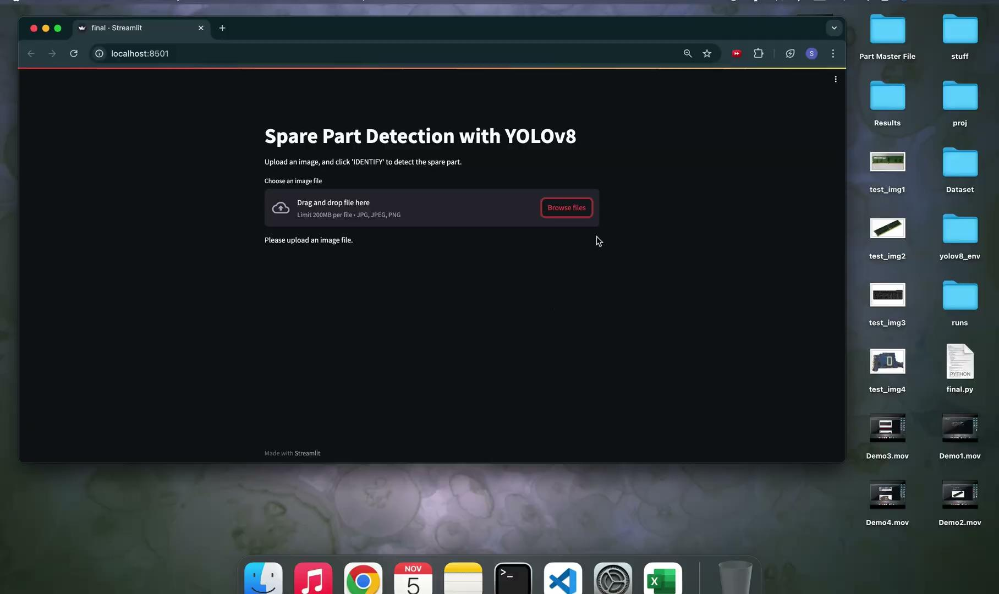 final · Streamlit
localhost:8501
S
Spare Part Detection with YOLOv8
Upload an image, and click 'IDENTIFY' to detect the spare part.
Choose an image file
Drag and drop file here
Limit 200MB per file • JPG, JPEG, PNG
Browse files
Please upload an image file.
Made with Streamlit
Part Master File
stuff
Results
proj
test_img1
Dataset
test_img2
yolov8_env
test_img3
runs
PYTHON
test_img4
final.py
Demo3.mov
Demo1.mov
Demo4.mov
Demo2.mov
NOV
5
>_
X